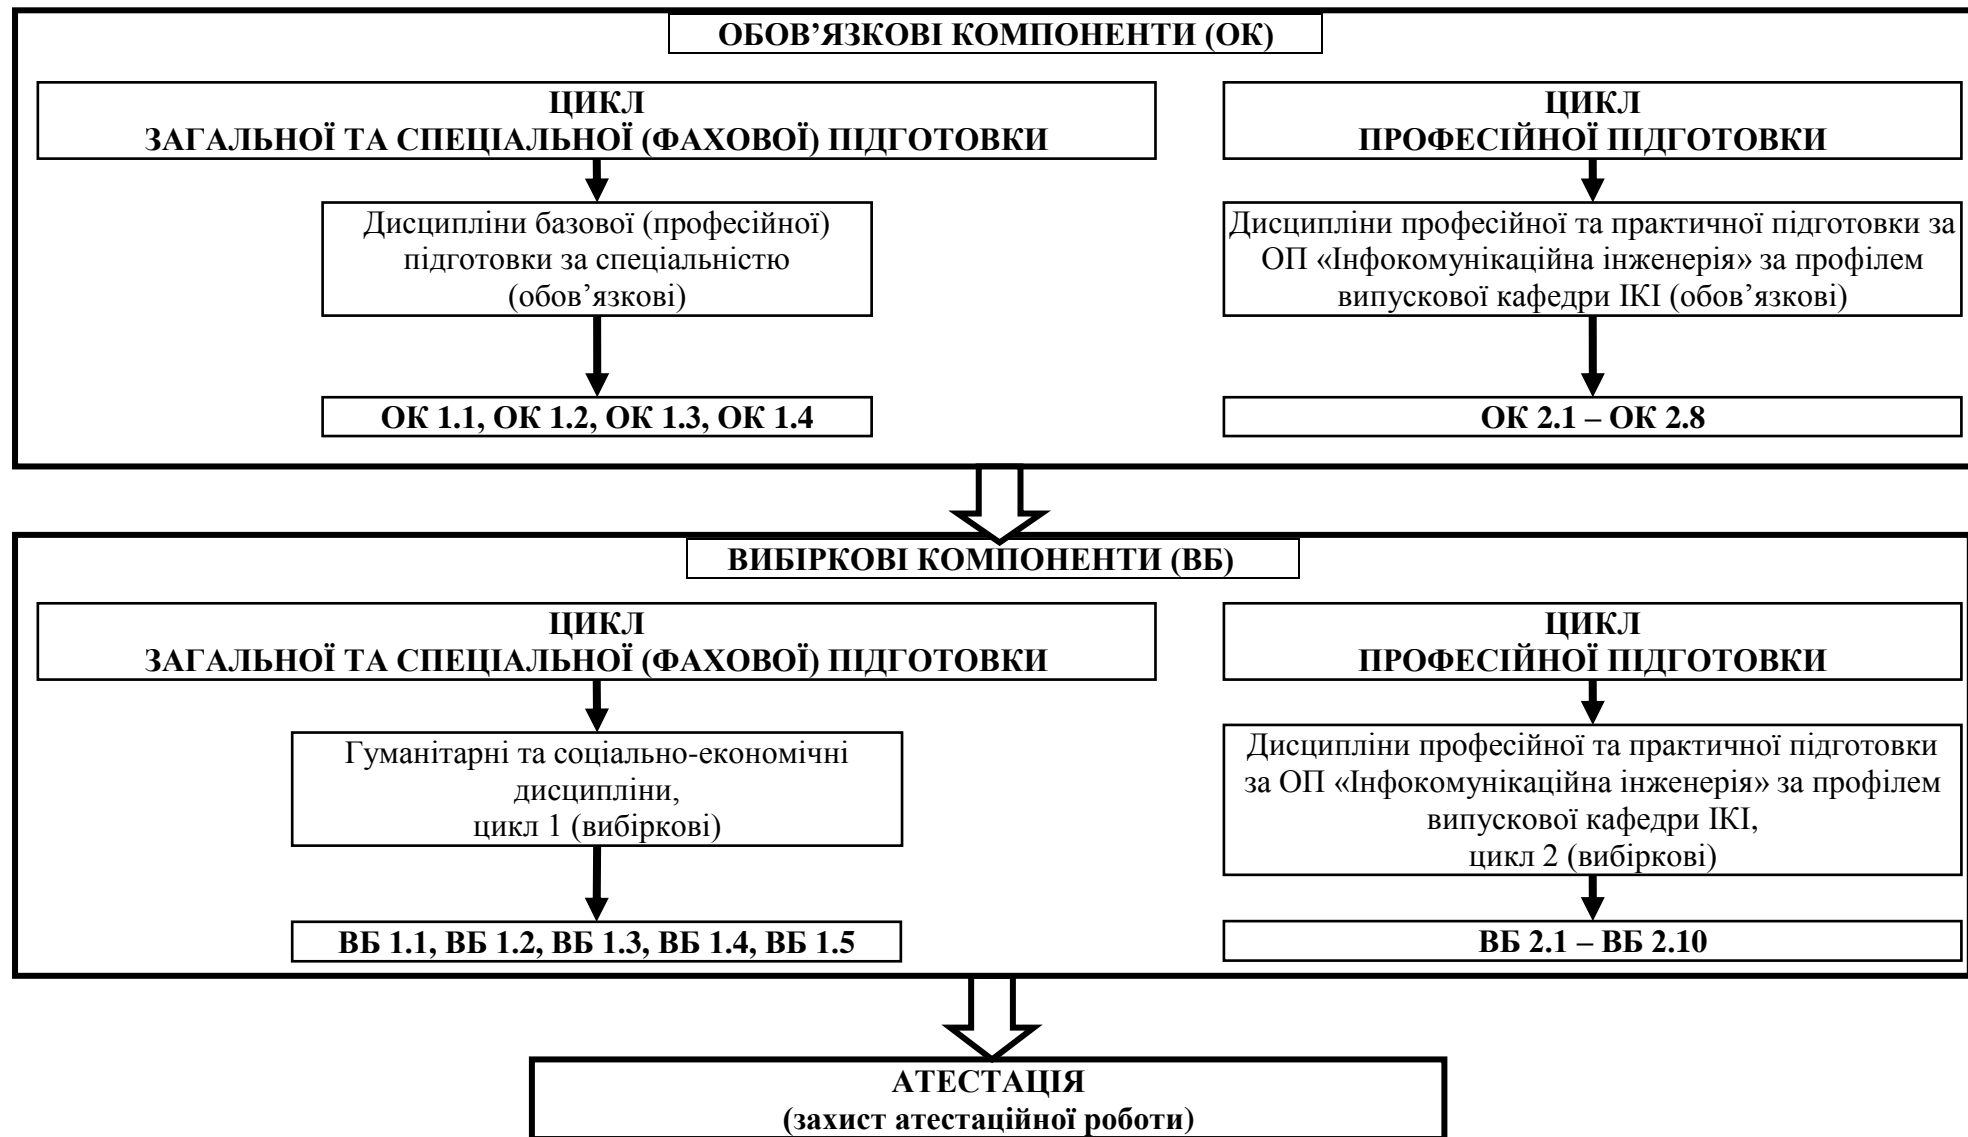 ОБОВ’ЯЗКОВІ КОМПОНЕНТИ (ОК)
ЦИКЛ
ЗАГАЛЬНОЇ ТА СПЕЦІАЛЬНОЇ (ФАХОВОЇ) ПІДГОТОВКИ
Дисципліни базової (професійної)
підготовки за спеціальністю
(обов’язкові)
ОК 1.1, ОК 1.2, ОК 1.3, ОК 1.4
ЦИКЛ
ПРОФЕСІЙНОЇ ПІДГОТОВКИ
Дисципліни професійної та практичної підготовки за
ОП «Інфокомунікаційна інженерія» за профілем
випускової кафедри ІКІ (обов’язкові)
ОК 2.1 – ОК 2.8
ВИБІРКОВІ КОМПОНЕНТИ (ВБ)
ЦИКЛ
ЗАГАЛЬНОЇ ТА СПЕЦІАЛЬНОЇ (ФАХОВОЇ) ПІДГОТОВКИ
Гуманітарні та соціально-економічні
дисципліни,
цикл 1 (вибіркові)
ВБ 1.1, ВБ 1.2, ВБ 1.3, ВБ 1.4, ВБ 1.5
ЦИКЛ
ПРОФЕСІЙНОЇ ПІДГОТОВКИ
Дисципліни професійної та практичної підготовки
за ОП «Інфокомунікаційна інженерія» за профілем
випускової кафедри ІКІ,
цикл 2 (вибіркові)
ВБ 2.1 – ВБ 2.10
АТЕСТАЦІЯ
(захист атестаційної роботи)